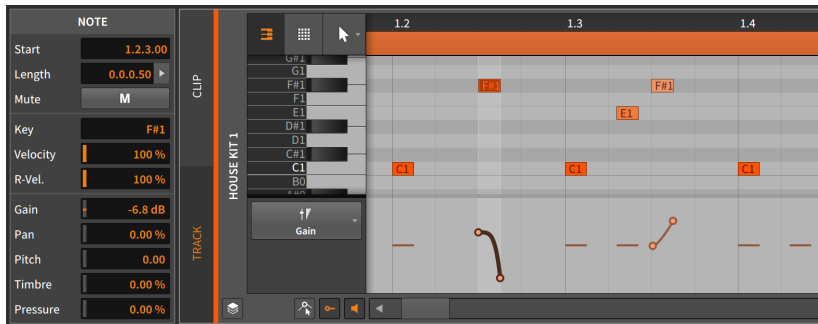 NOTE
Start 1.2.3.00
Length 0.0.0.50
Mute M
Key F#1
Velocity 100 %
R-Vel. 100 %
Gain -6.8 dB
Pan 0.00 %
Pitch 0.00
Timbre 0.00 %
Pressure 0.00 %
CLIP
TRACK
HOUSE KIT 1
1.2 1.3 1.4
G#1
G1
F#1 F#1 F#1
F1
E1 E1
D#1
D1
C#1
C1 C1 C1 C1
B0
A#0
Gain